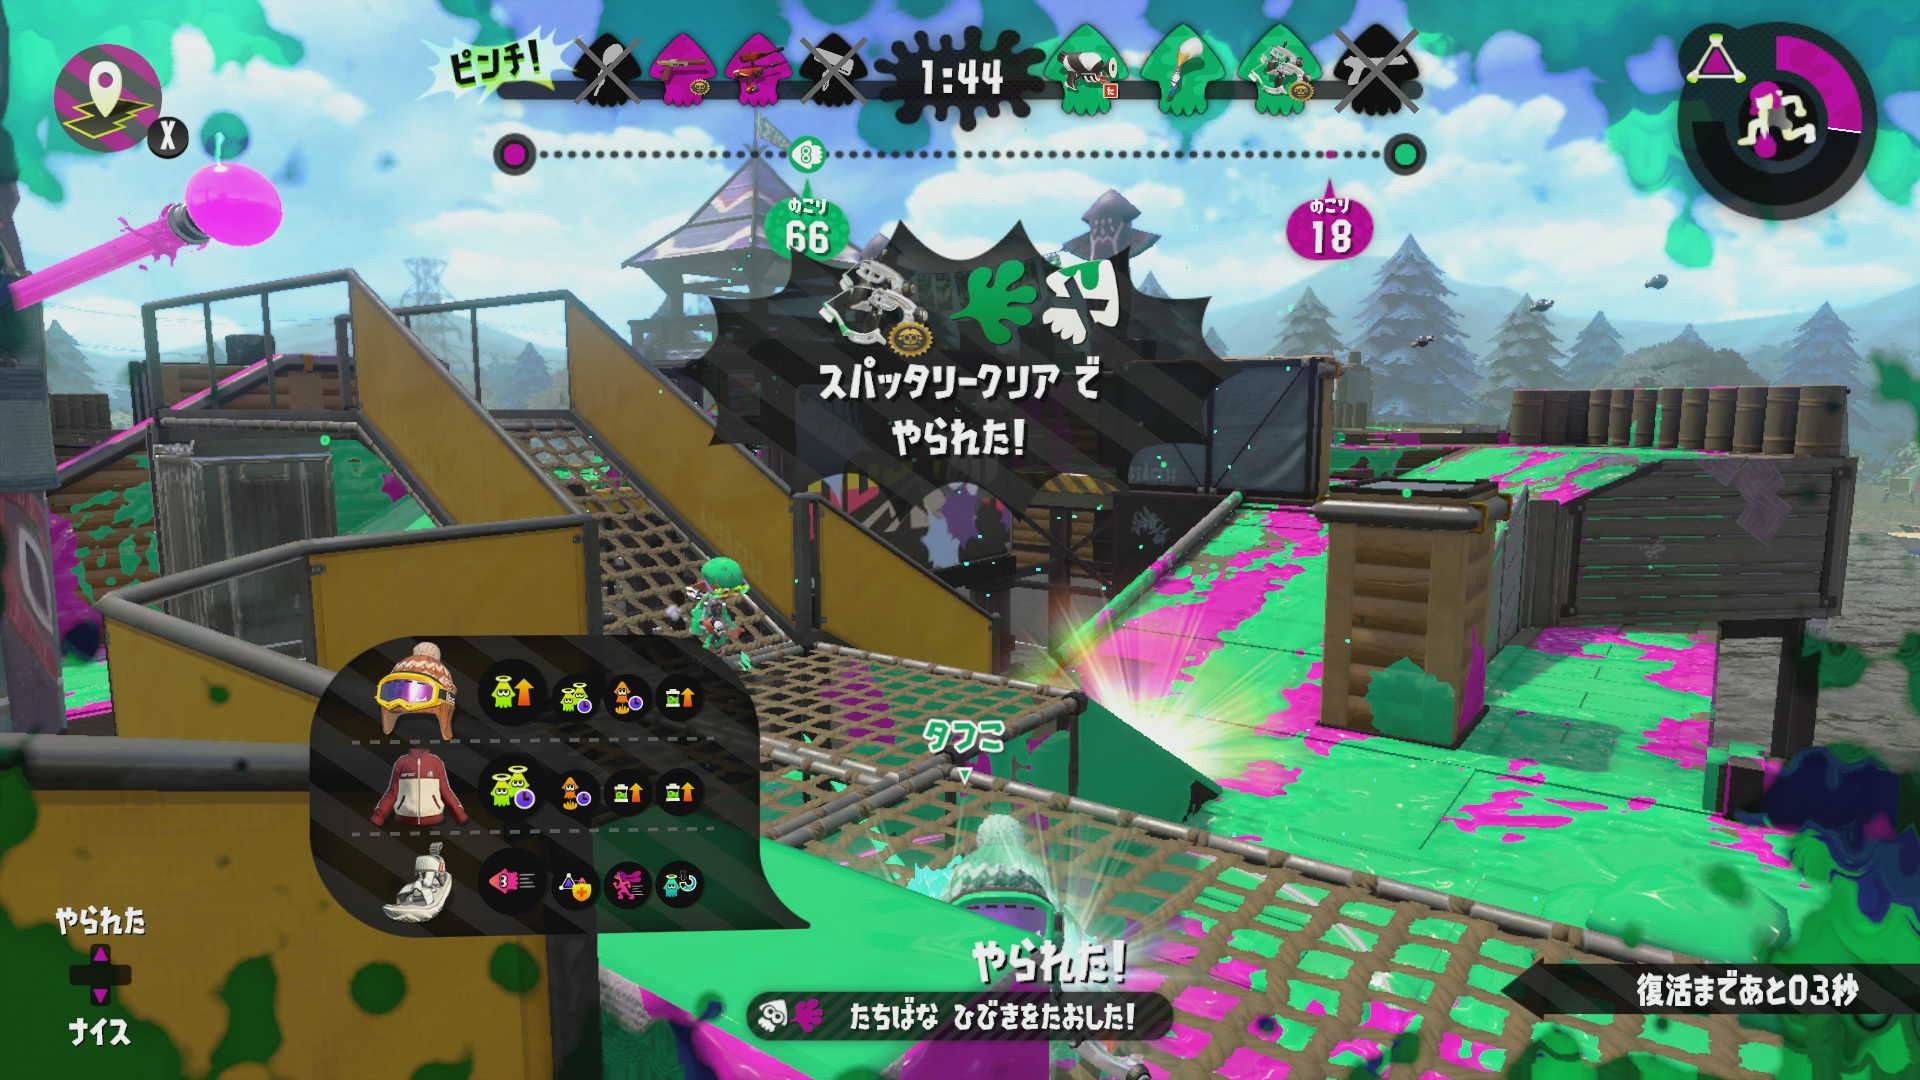 ピンチ!
1:44
た
X
のこり
66
のこり
18
スパッタリークリア で
やられた!
タフこ
やられた
ナイス
やられた!
たちばな ひびきをたおした!
復活まであと03秒